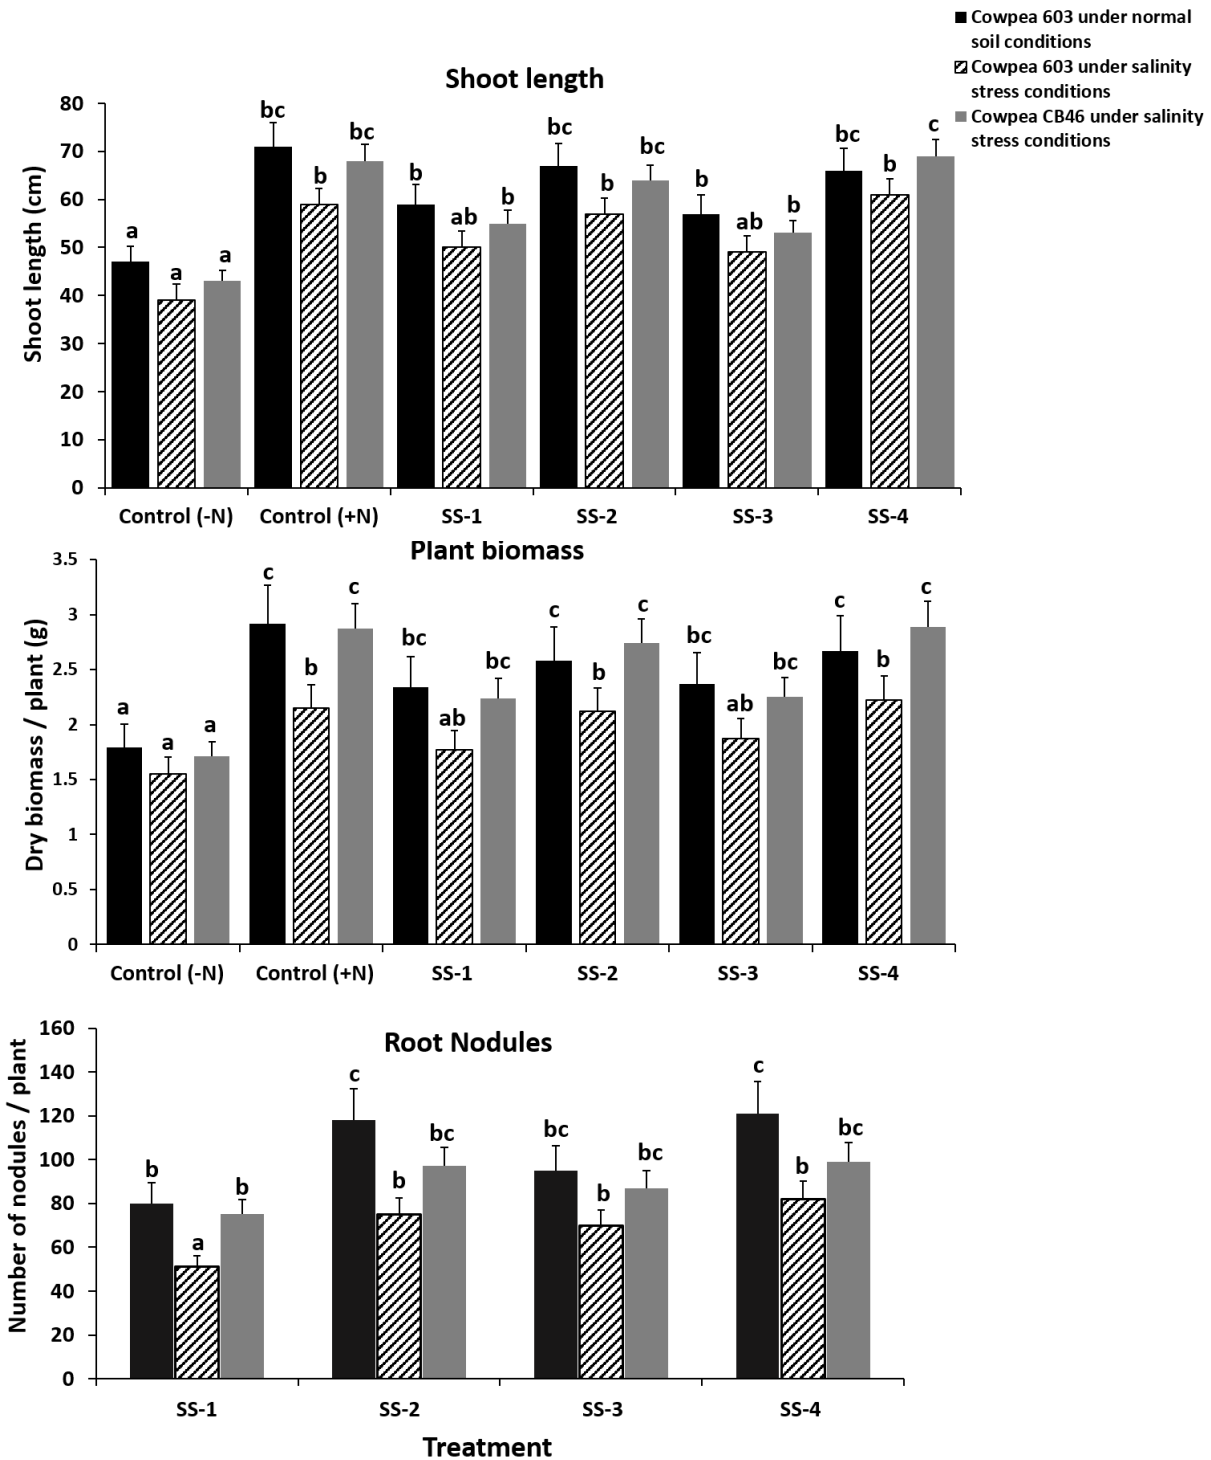 Cowpea 603 under normal
soil conditions
Cowpea 603 under salinity
stress conditions
Cowpea CB46 under salinity
stress conditions
Shoot length
Shoot length (cm)
80
70
60
50
40
30
20
10
0
a a a
bc b bc
b ab b
bc b bc
b ab b
bc b c
Control (-N) Control (+N) SS-1 SS-2 SS-3 SS-4
Plant biomass
Dry biomass / plant (g)
3.5
3
2.5
2
1.5
1
0.5
0
a a a
c b c
bc ab bc
c b c
bc ab bc
c b c
Control (-N) Control (+N) SS-1 SS-2 SS-3 SS-4
Root Nodules
Number of nodules / plant
160
140
120
100
80
60
40
20
0
b a b
c b bc
bc b bc
c b bc
SS-1 SS-2 SS-3 SS-4
Treatment